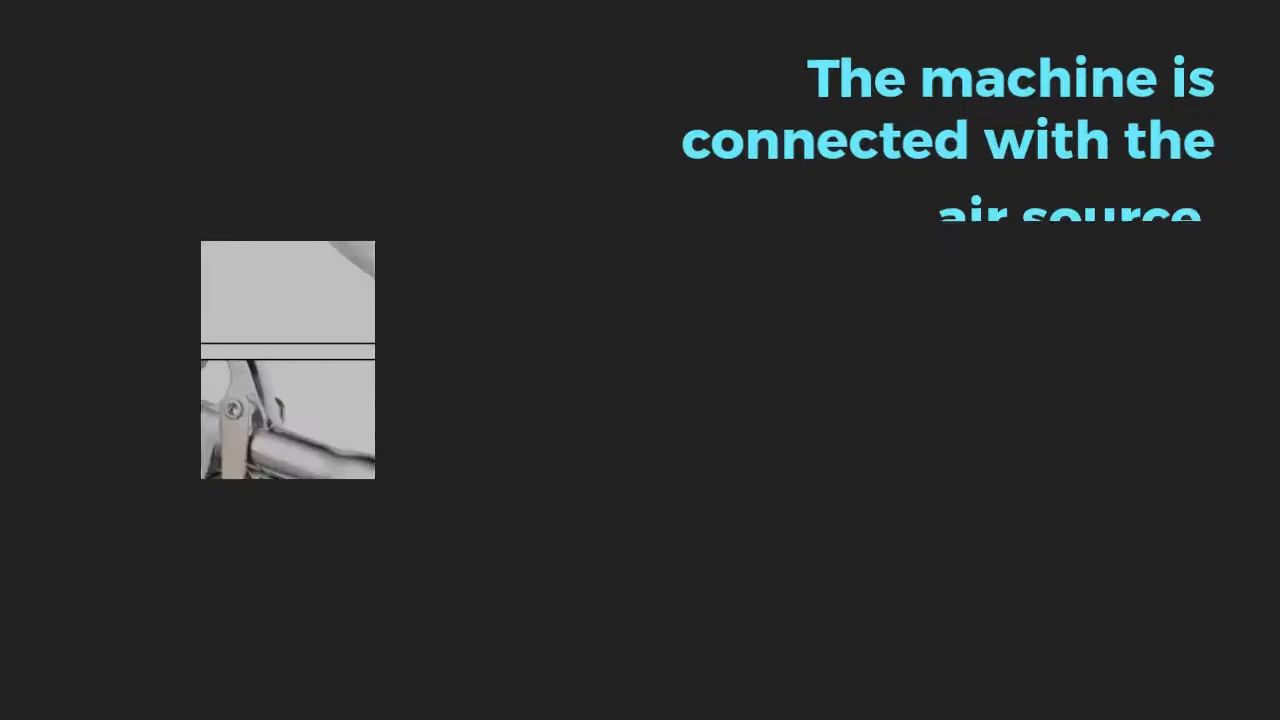 The machine is
connected with the
air source